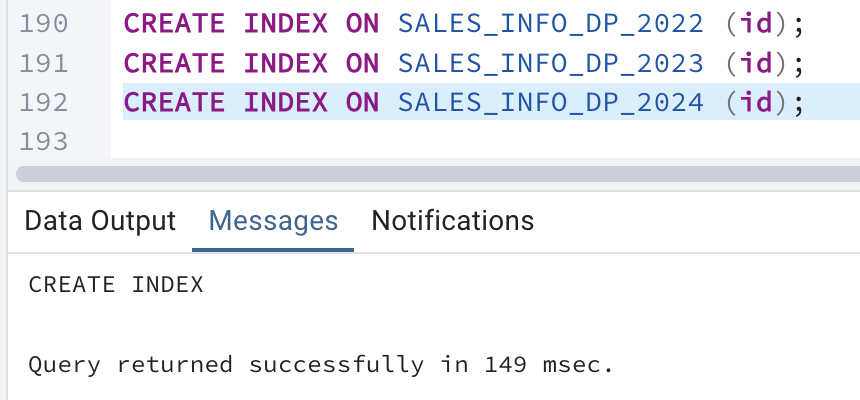 190 CREATE INDEX ON SALES_INFO_DP_2022 (id);
191 CREATE INDEX ON SALES_INFO_DP_2023 (id);
192 CREATE INDEX ON SALES_INFO_DP_2024 (id);
193
Data Output Messages Notifications
CREATE INDEX
Query returned successfully in 149 msec.